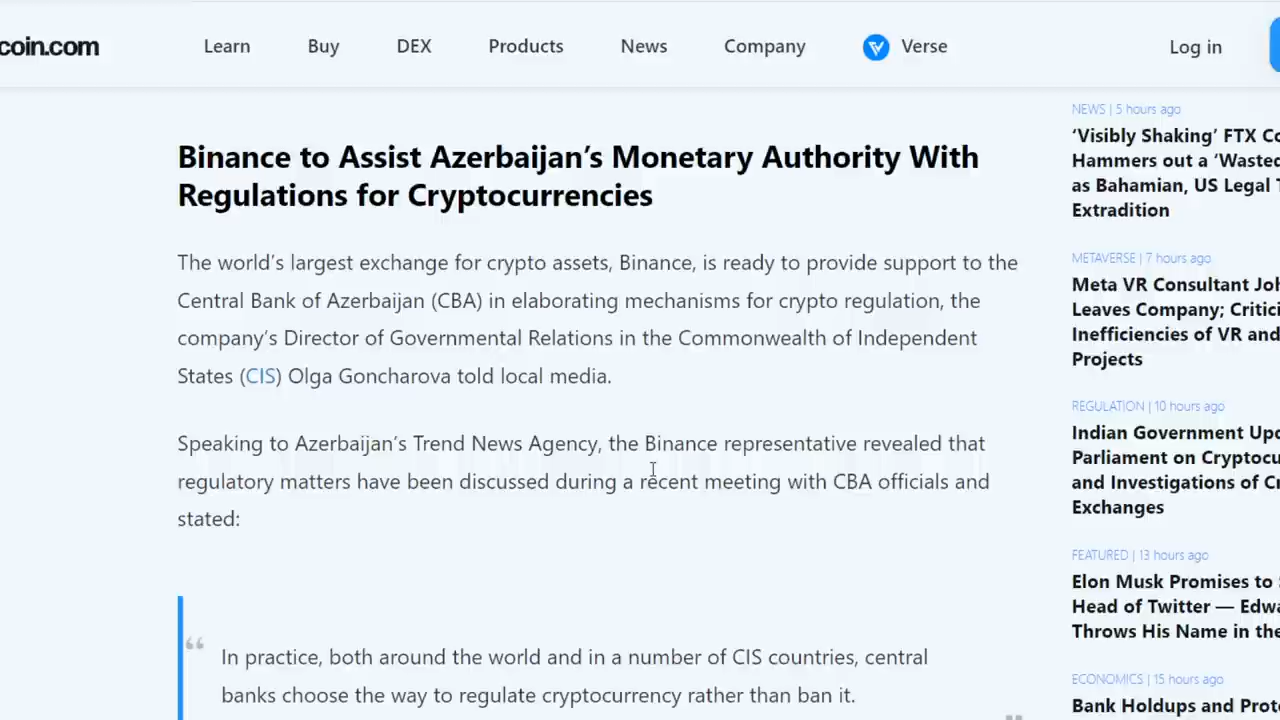 coin.com Learn Buy DEX Products News Company Verse Log in
Binance to Assist Azerbaijan’s Monetary Authority With
Regulations for Cryptocurrencies
The world’s largest exchange for crypto assets, Binance, is ready to provide support to the
Central Bank of Azerbaijan (CBA) in elaborating mechanisms for crypto regulation, the
company’s Director of Governmental Relations in the Commonwealth of Independent
States (CIS) Olga Goncharova told local media.
Speaking to Azerbaijan’s Trend News Agency, the Binance representative revealed that
regulatory matters have been discussed during a recent meeting with CBA officials and
stated:
“
In practice, both around the world and in a number of CIS countries, central
banks choose the way to regulate cryptocurrency rather than ban it.
NEWS | 5 hours ago
‘Visibly Shaking’ FTX
Hammers out a ‘Wasted
as Bahamian, US Legal
Extradition
METAVERSE | 7 hours ago
Meta VR Consultant
Leaves Company;
Inefficiencies of VR and
Projects
REGULATION | 10 hours ago
Indian Government
Parliament on
and Investigations of
Exchanges
FEATURED | 13 hours ago
Elon Musk Promises to
Head of Twitter —
Throws His Name in the
ECONOMICS | 15 hours ago
Bank Holdups and